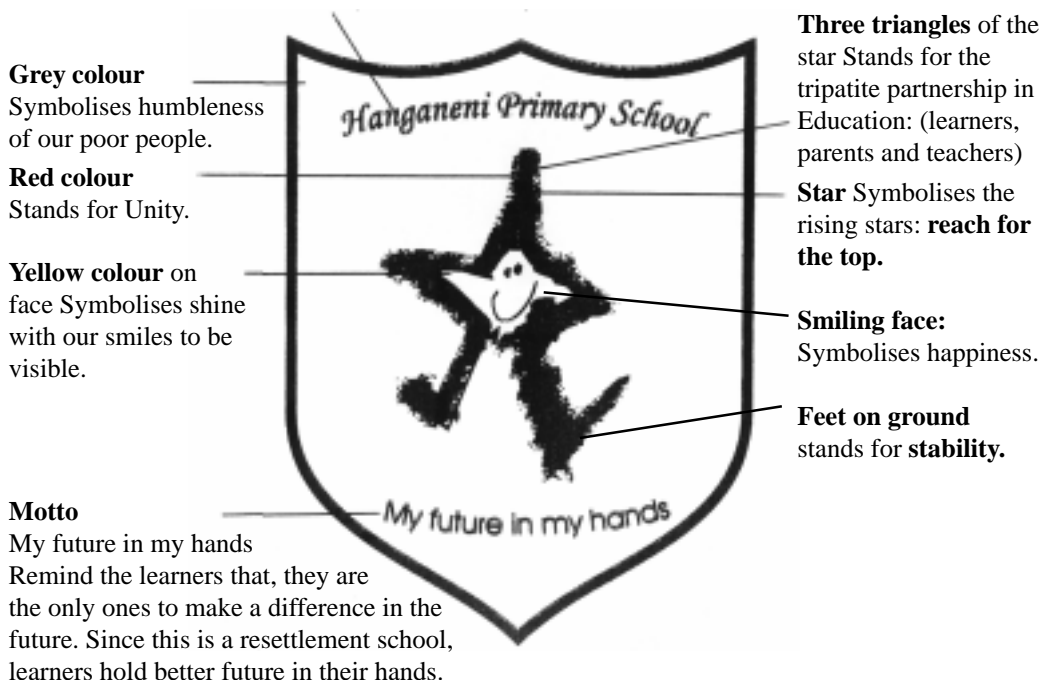 Grey colour
Symbolises humbleness
of our poor people.
Red colour
Stands for Unity.
Yellow colour on
face Symbolises shine
with our smiles to be
visible.
Motto
My future in my hands
Remind the learners that, they are
the only ones to make a difference in the
future. Since this is a resettlement school,
learners hold better future in their hands.
Hanganeni Primary School
My future in my hands
Three triangles of the
star Stands for the
tripatite partnership in
Education: (learners,
parents and teachers)
Star Symbolises the
rising stars: reach for
the top.
Smiling face:
Symbolises happiness.
Feet on ground
stands for stability.